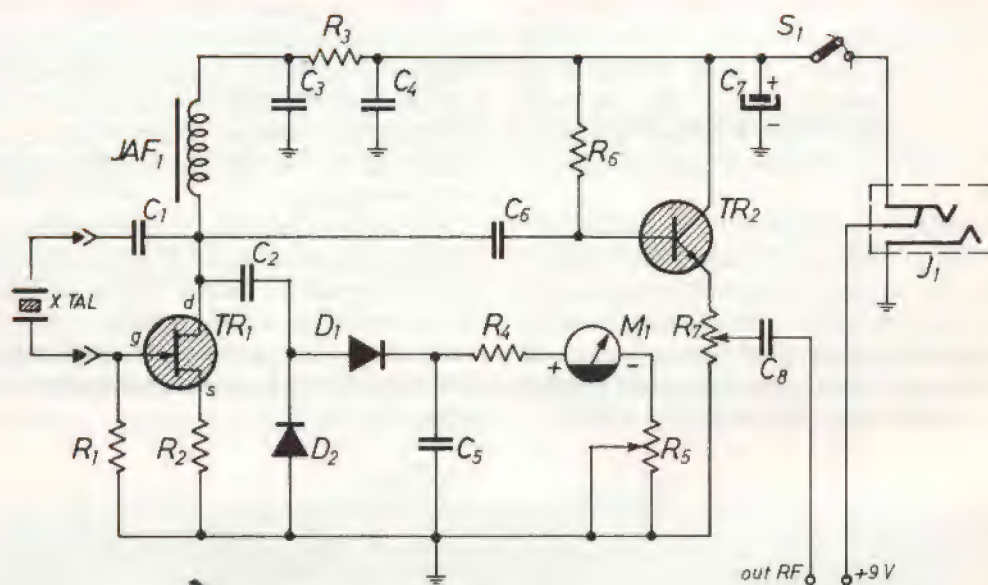 R3
S1
C3
C4
C7
+
-
JAF1
R6
C1
C6
TR2
C2
J1
X TAL
d
TR1
g
D1
R4
M1
R7
+
-
C8
s
R1
R2
D2
C5
R5
out RF
+9V